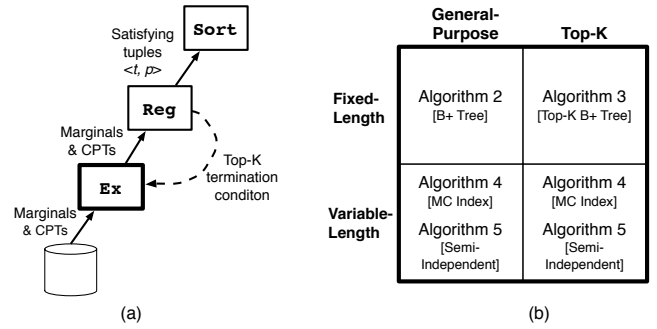 Sort
Satisfying
tuples
<t, p>
Reg
Marginals
& CPTs
Top-K
termination
conditon
Ex
Marginals
& CPTs
(a)
General-
Purpose
Top-K
Fixed-
Length
Algorithm 2
[B+ Tree]
Algorithm 3
[Top-K B+ Tree]
Variable-
Length
Algorithm 4
[MC Index]
Algorithm 5
[Semi-
Independent]
Algorithm 4
[MC Index]
Algorithm 5
[Semi-
Independent]
(b)